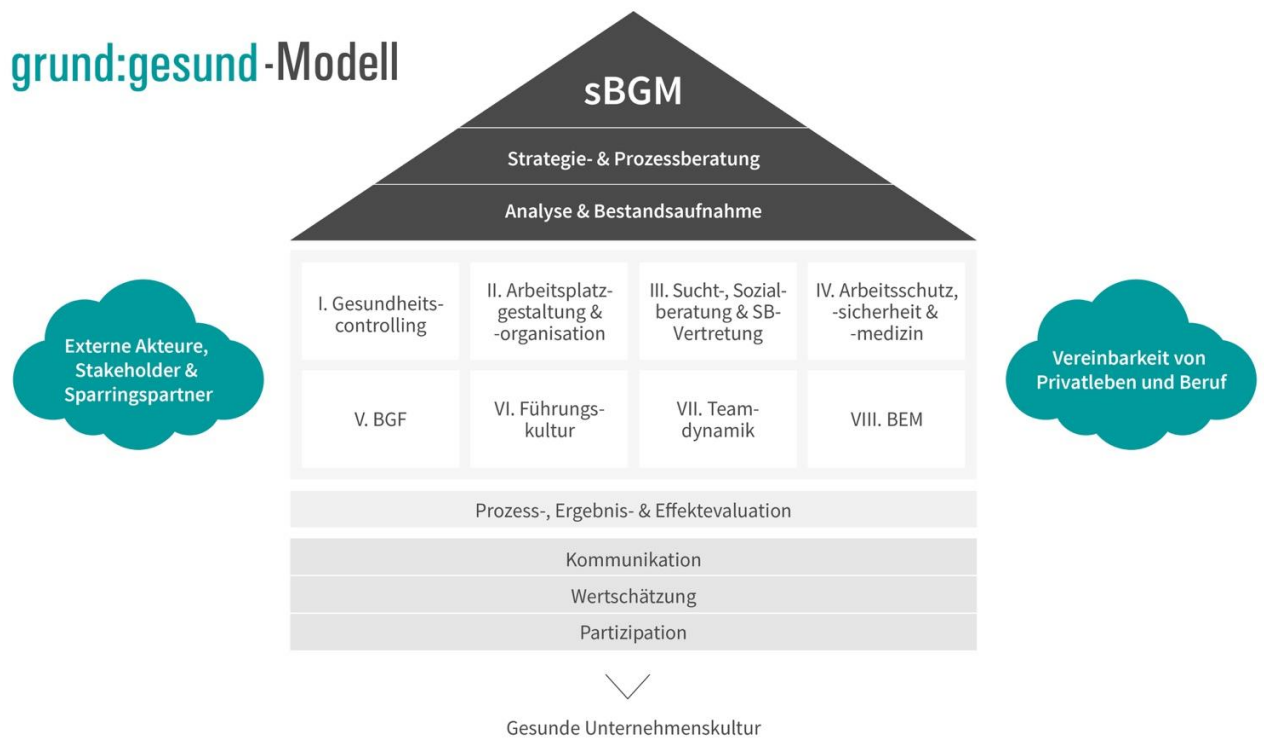 grund:gesund-Modell
sBGM
Strategie- & Prozessberatung
Analyse & Bestandsaufnahme
I. Gesundheits-
controlling
II. Arbeitsplatz-
gestaltung &
-organisation
III. Sucht-, Sozial-
beratung & SB-
Vertretung
IV. Arbeitsschutz,
-sicherheit &
-medizin
V. BGF
VI. Führungs-
kultur
VII. Team-
dynamik
VIII. BEM
Externe Akteure,
Stakeholder &
Sparringspartner
Vereinbarkeit von
Privatleben und Beruf
Prozess-, Ergebnis- & Effektevaluation
Kommunikation
Wertschätzung
Partizipation
Gesunde Unternehmenskultur